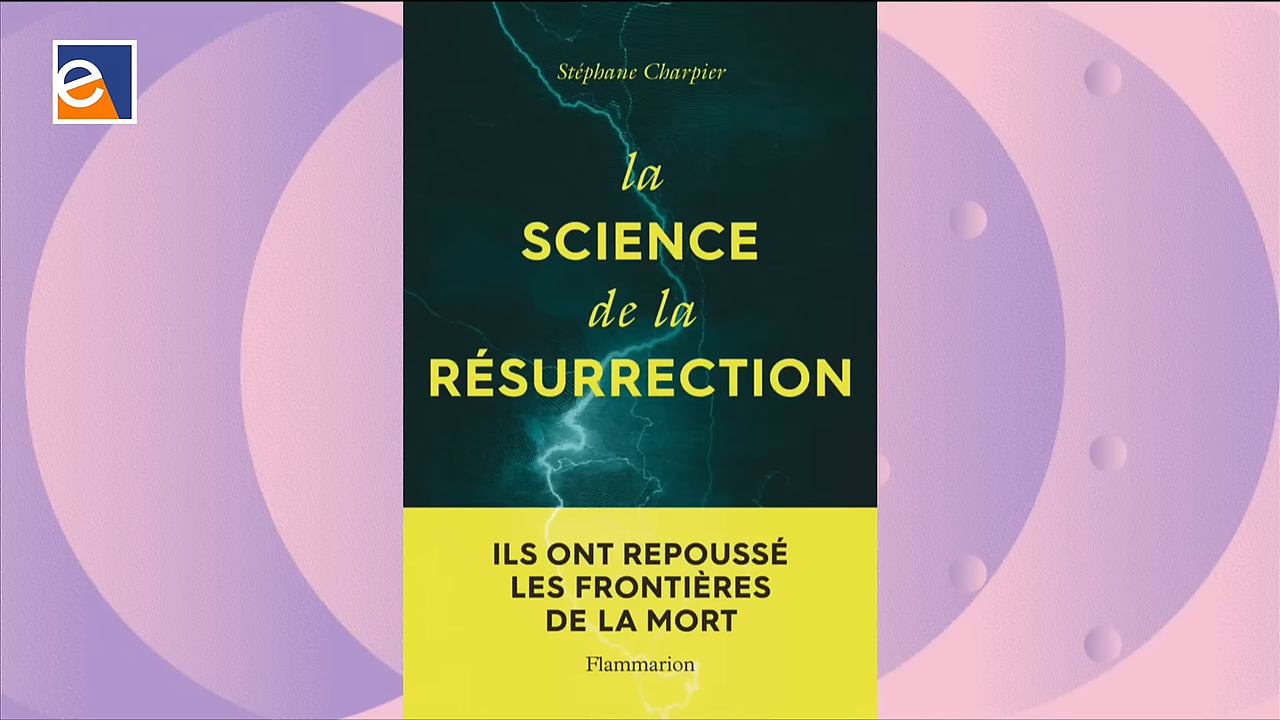 e
Stéphane Charpier
la
SCIENCE
de la
RÉSURRECTION
ILS ONT REPOUSSÉ
LES FRONTIÈRES
DE LA MORT
Flammarion